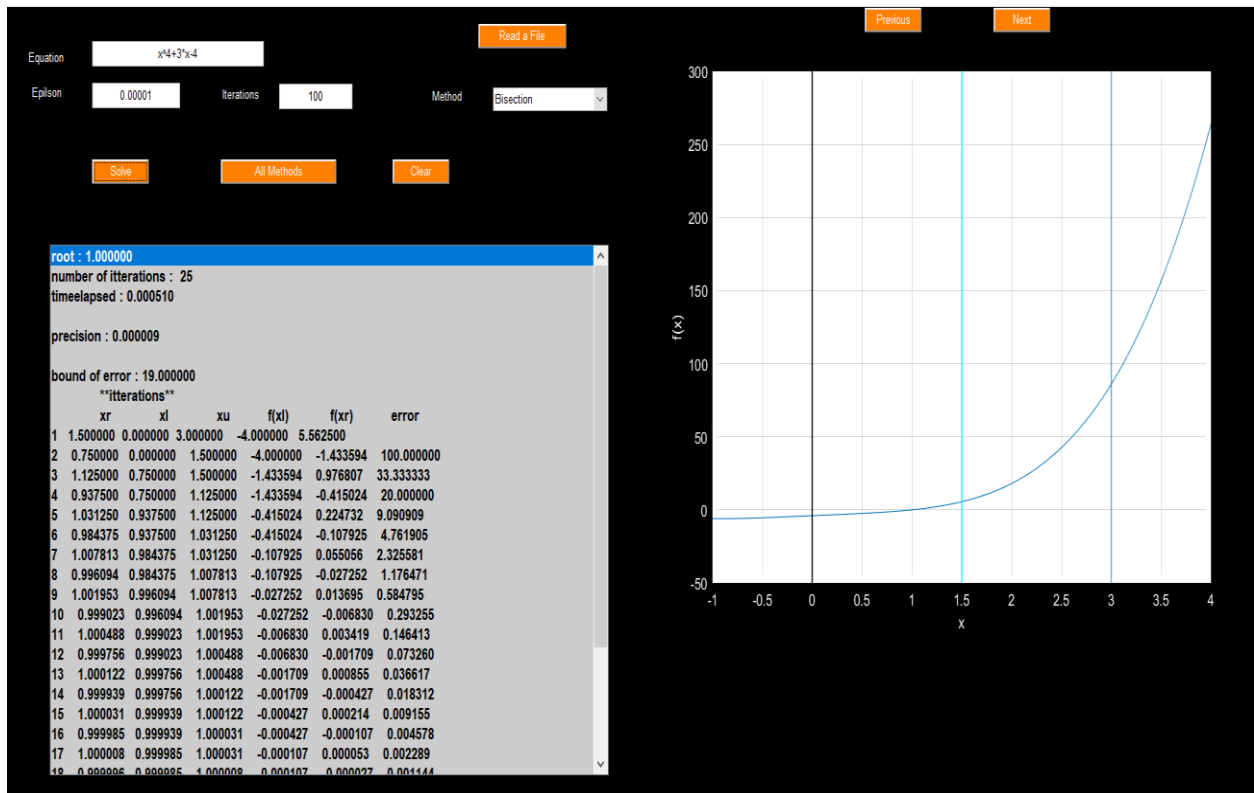 Previous Next
Read a File
Equation x^4+3*x-4
Epilson 0.00001 Iterations 100 Method Bisection
Solve All Methods Clear
root : 1.000000
number of itterations : 25
timeelapsed : 0.000510
precision : 0.000009
bound of error : 19.000000
**itterations**
xr xl xu f(xl) f(xr) error
1 1.500000 0.000000 3.000000 -4.000000 5.562500
2 0.750000 0.000000 1.500000 -4.000000 -1.433594 100.000000
3 1.125000 0.750000 1.500000 -1.433594 0.976807 33.333333
4 0.937500 0.750000 1.125000 -1.433594 -0.415024 20.000000
5 1.031250 0.937500 1.125000 -0.415024 0.224732 9.090909
6 0.984375 0.937500 1.031250 -0.415024 -0.107925 4.761905
7 1.007813 0.984375 1.031250 -0.107925 0.055056 2.325581
8 0.996094 0.984375 1.007813 -0.107925 -0.027252 1.176471
9 1.001953 0.996094 1.007813 -0.027252 0.013695 0.584795
10 0.999023 0.996094 1.001953 -0.027252 -0.006830 0.293255
11 1.000488 0.999023 1.001953 -0.006830 0.003419 0.146413
12 0.999756 0.999023 1.000488 -0.006830 -0.001709 0.073260
13 1.000122 0.999756 1.000488 -0.001709 0.000855 0.036617
14 0.999939 0.999756 1.000122 -0.001709 -0.000427 0.018312
15 1.000031 0.999939 1.000122 -0.000427 0.000214 0.009155
16 0.999985 0.999939 1.000031 -0.000427 -0.000107 0.004578
17 1.000008 0.999985 1.000031 -0.000107 0.000053 0.002289
18 0.999996 0.999985 1.000008 -0.000107 -0.000027 0.001144
300
250
200
150
100
50
0
-50
f(x)
-1 -0.5 0 0.5 1 1.5 2 2.5 3 3.5 4
x